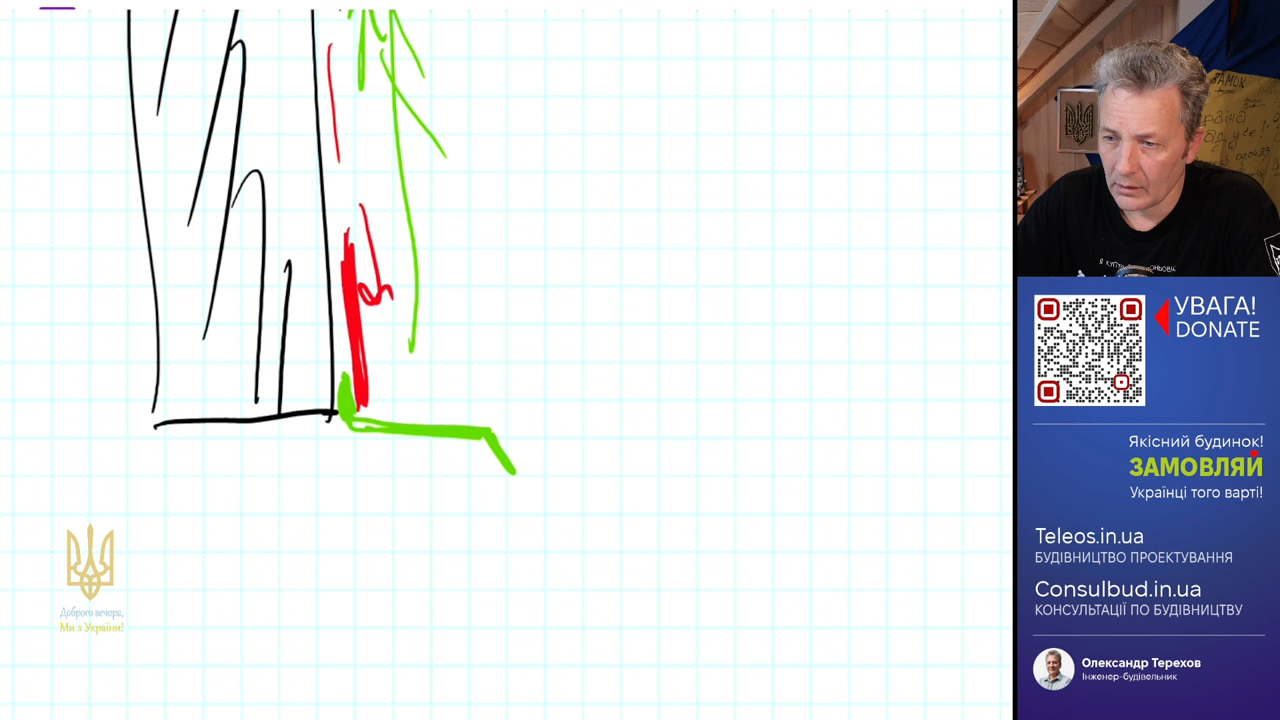 УВАГА!
DONATE
Якісний будинок!
ЗАМОВЛЯЙ
Українці того варті!
Teleos.in.ua
БУДІВНИЦТВО ПРОЕКТУВАННЯ
Consulbud.in.ua
КОНСУЛЬТАЦІЇ ПО БУДІВНИЦТВУ
Олександр Терехов
Інженер-будівельник
Доброго вечора,
Ми з України!
ЗАМОК